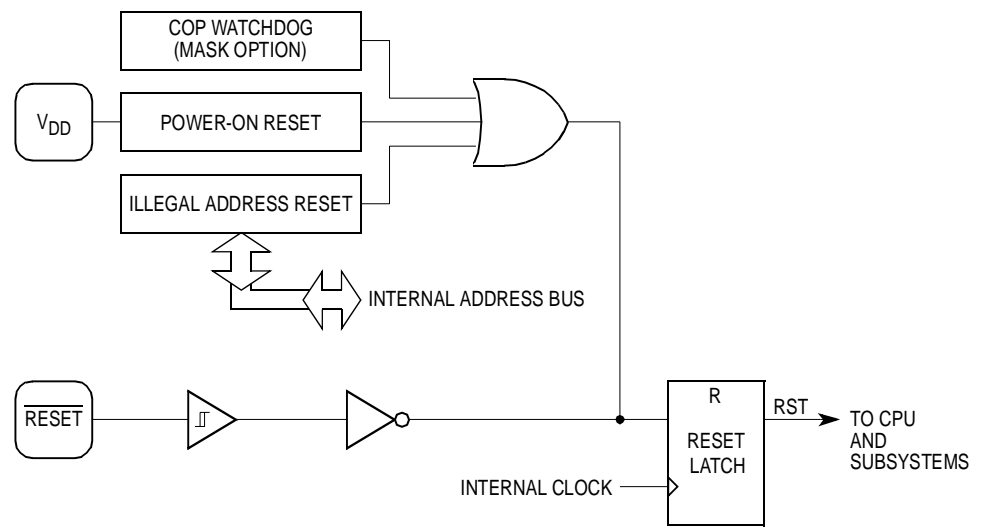 COP WATCHDOG
(MASK OPTION)
VDD
POWER-ON RESET
ILLEGAL ADDRESS RESET
INTERNAL ADDRESS BUS
RESET
R
RESET
LATCH
RST
TO CPU
AND
SUBSYSTEMS
INTERNAL CLOCK